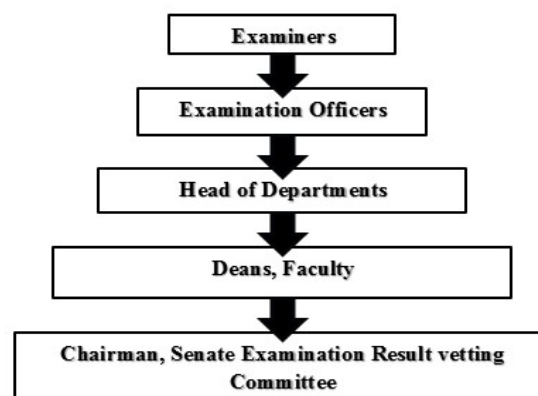 Examiners
Examination Officers
Head of Departments
Deans, Faculty
Chairman, Senate Examination Result vetting
Committee